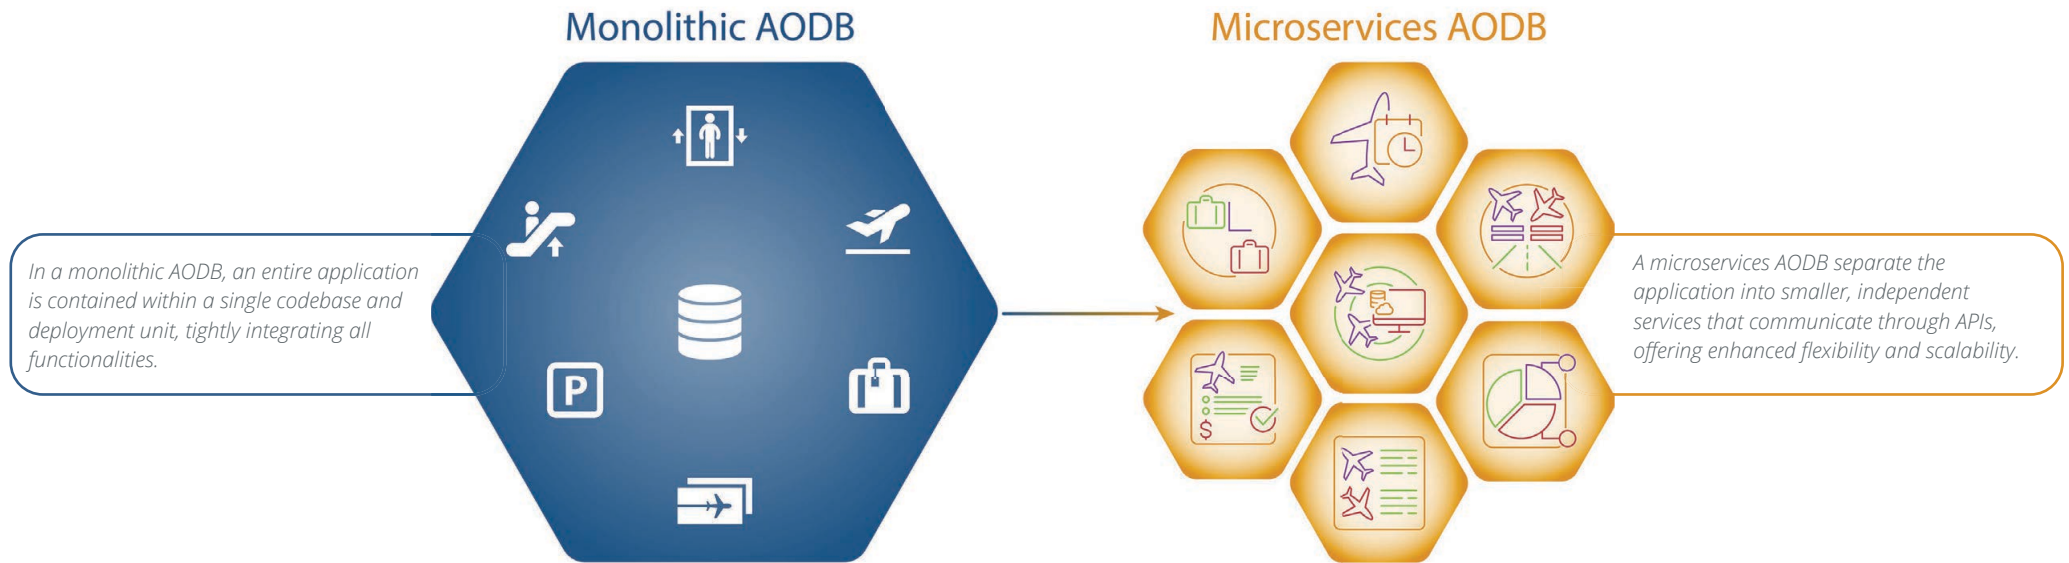 Monolithic AODB
Microservices AODB
In a monolithic AODB, an entire application
is contained within a single codebase and
deployment unit, tightly integrating all
functionalities.
P
A microservices AODB separate the
application into smaller, independent
services that communicate through APIs,
offering enhanced flexibility and scalability.
$